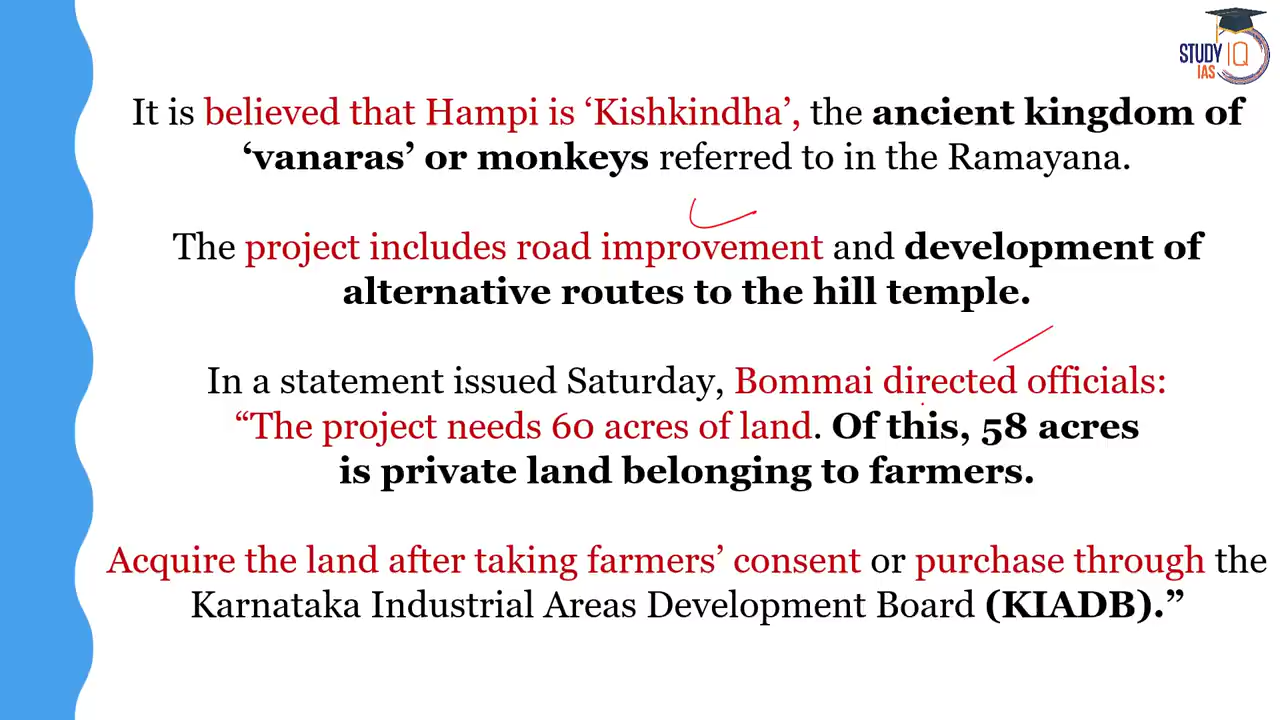 STUDY IQ
IAS
It is believed that Hampi is ‘Kishkindha’, the ancient kingdom of
‘vanaras’ or monkeys referred to in the Ramayana.
The project includes road improvement and development of
alternative routes to the hill temple.
In a statement issued Saturday, Bommai directed officials:
“The project needs 60 acres of land. Of this, 58 acres
is private land belonging to farmers.
Acquire the land after taking farmers’ consent or purchase through the
Karnataka Industrial Areas Development Board (KIADB).”